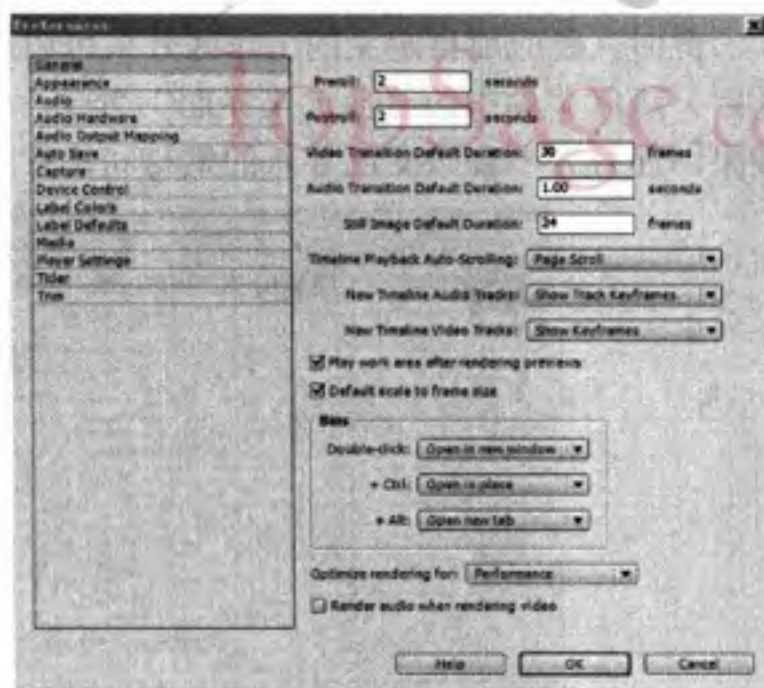 Preferences
General
Appearance
Audio
Audio Hardware
Audio Output Mapping
Auto Save
Capture
Device Control
Label Colors
Label Defaults
Media
Player Settings
Titler
Trim
Preroll: 2 seconds
Postroll: 2 seconds
Video Transition Default Duration: 30 frames
Audio Transition Default Duration: 1.00 seconds
Still Image Default Duration: 24 frames
Timeline Playback Auto-Scrolling: Page Scroll
New Timeline Audio Tracks: Show Track Keyframes
New Timeline Video Tracks: Show Keyframes
Play work area after rendering previews
Default scale to frame size
Bins
Double-click: Open in new window
+ Ctrl: Open in place
+ Alt: Open new tab
Optimize rendering for: Performance
Render audio when rendering video
Help OK Cancel
TopSage.co